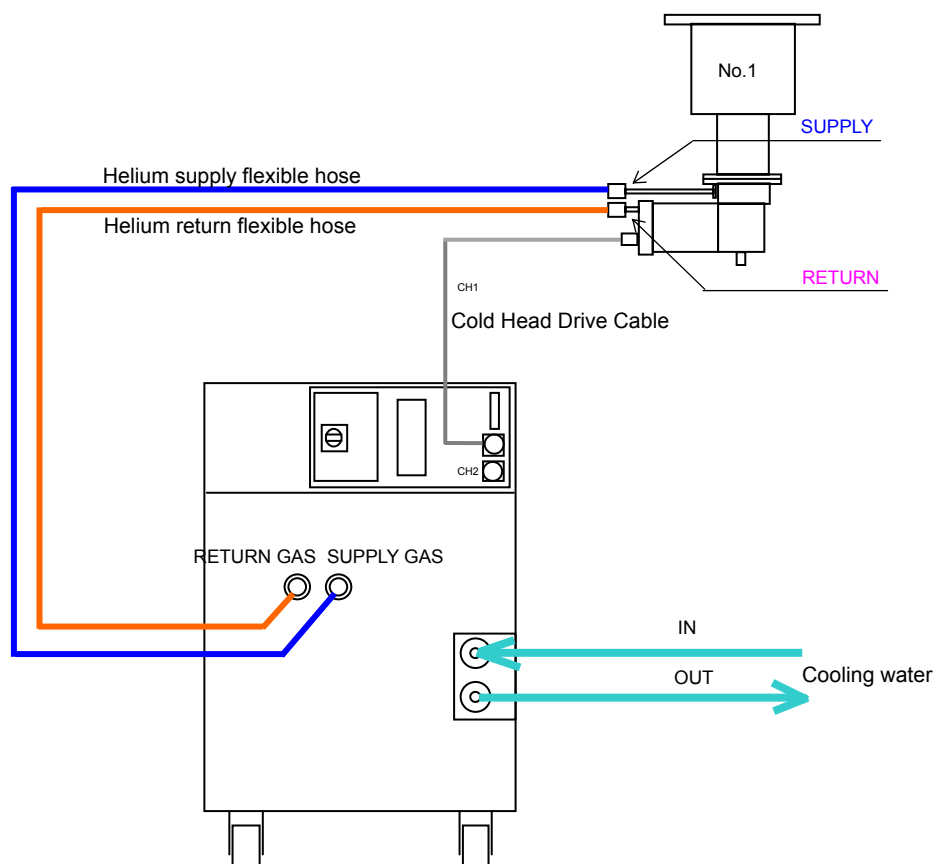 No.1
SUPPLY
Helium supply flexible hose
Helium return flexible hose
RETURN
CH1
Cold Head Drive Cable
CH2
RETURN GAS SUPPLY GAS
IN
Cooling water
OUT